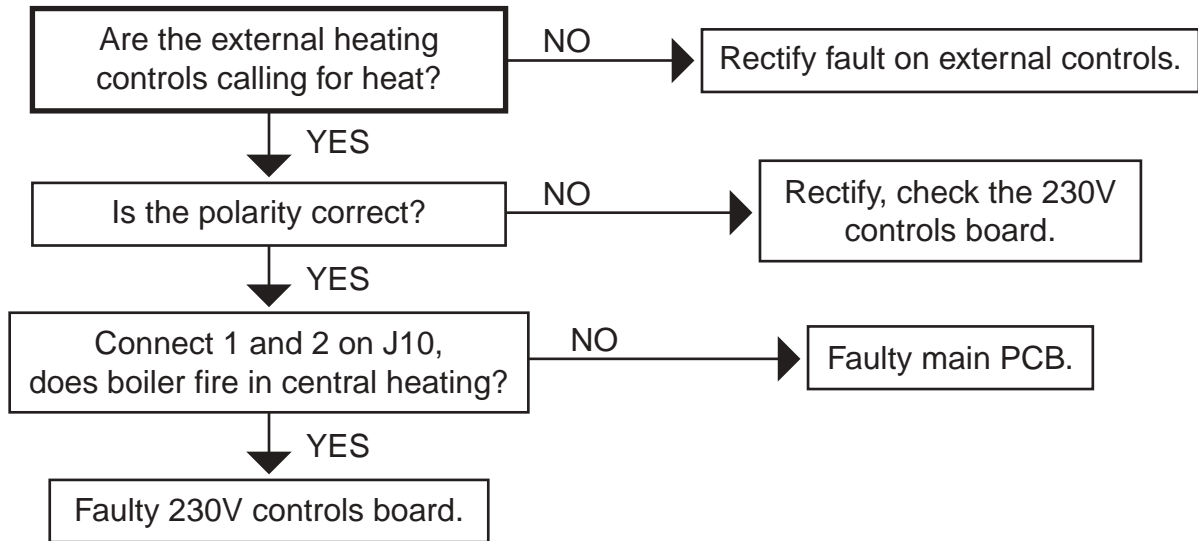 Are the external heating
controls calling for heat?
NO
Rectify fault on external controls.
YES
Is the polarity correct?
NO
Rectify, check the 230V
controls board.
YES
Connect 1 and 2 on J10,
does boiler fire in central heating?
NO
Faulty main PCB.
YES
Faulty 230V controls board.